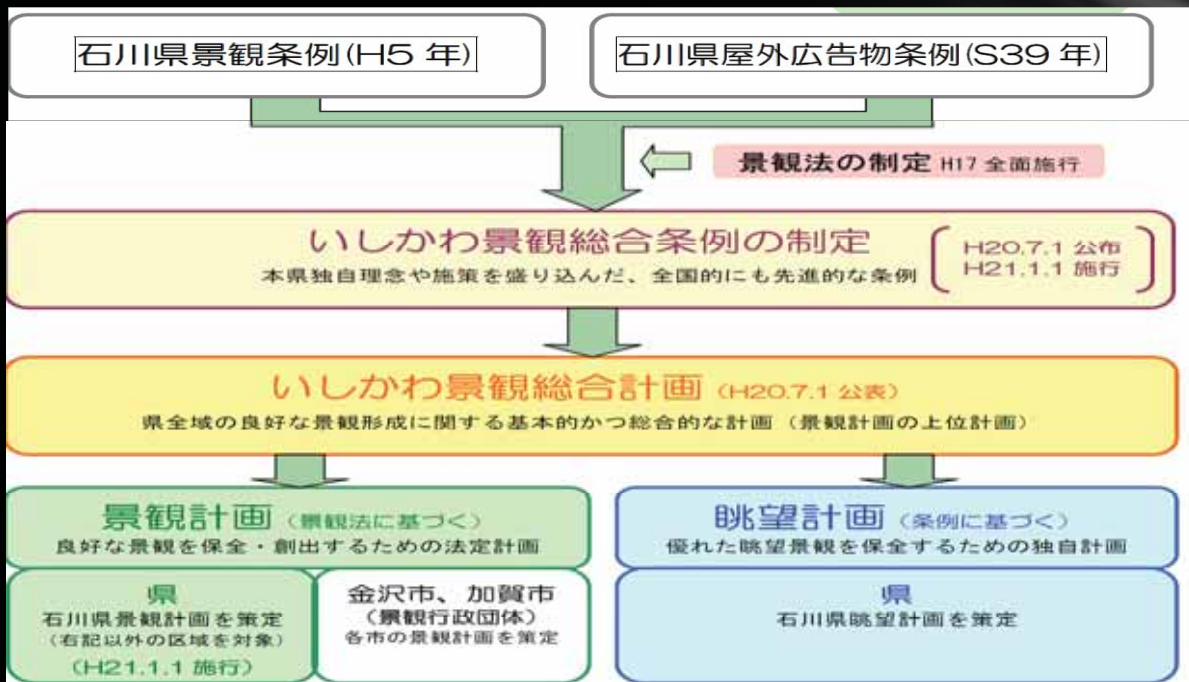 石川県景観条例(H5 年)
石川県屋外広告物条例(S39 年)
景観法の制定 H17 全面施行
いしかわ景観総合条例の制定
本県独自理念や施策を盛り込んだ、全国的にも先進的な条例
H20.7.1 公布
H21.1.1 施行
いしかわ景観総合計画 (H20.7.1 公表)
県全域の良好な景観形成に関する基本的かつ総合的な計画 (景観計画の上位計画)
景観計画 (景観法に基づく)
良好な景観を保全・創出するための法定計画
県
石川県景観計画を策定
(右記以外の区域を対象)
(H21.1.1 施行)
金沢市、加賀市
(景観行政団体)
各市の景観計画を策定
眺望計画 (条例に基づく)
優れた眺望景観を保全するための独自計画
県
石川県眺望計画を策定